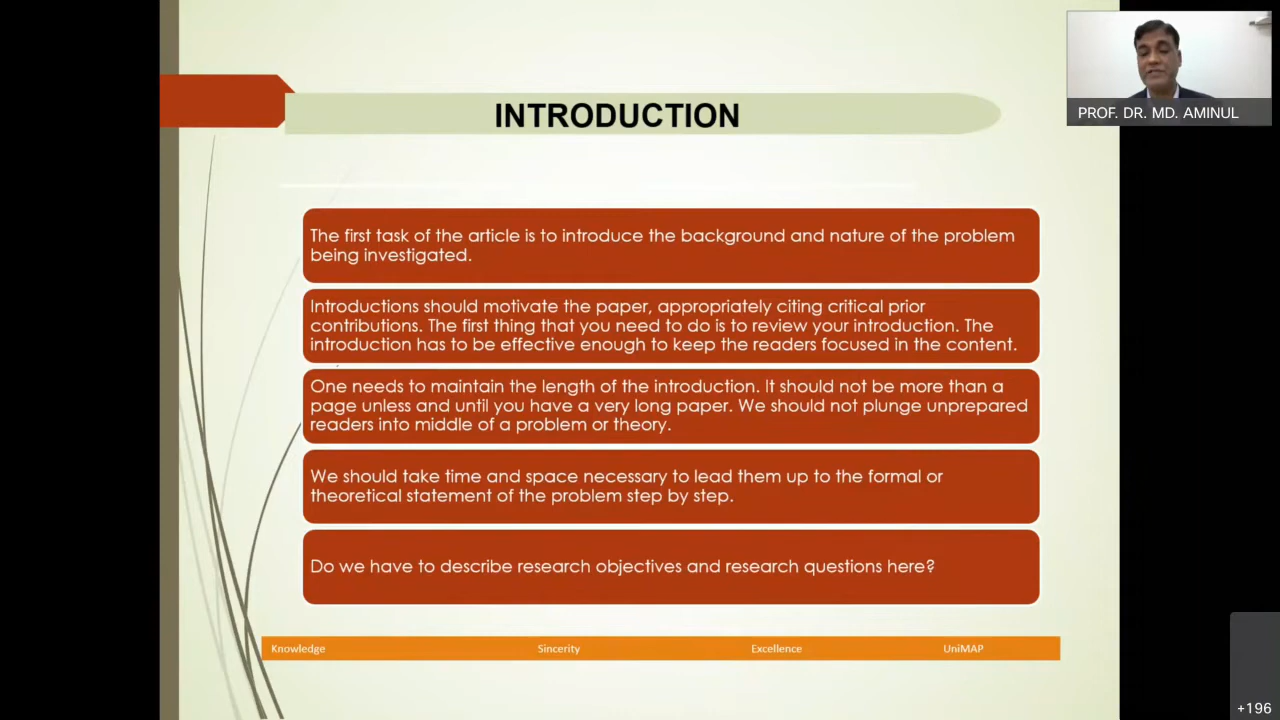 INTRODUCTION
PROF. DR. MD. AMINUL
The first task of the article is to introduce the background and nature of the problem
being investigated.
Introductions should motivate the paper, appropriately citing critical prior
contributions. The first thing that you need to do is to review your introduction. The
introduction has to be effective enough to keep the readers focused in the content.
One needs to maintain the length of the introduction. It should not be more than a
page unless and until you have a very long paper. We should not plunge unprepared
readers into middle of a problem or theory.
We should take time and space necessary to lead them up to the formal or
theoretical statement of the problem step by step.
Do we have to describe research objectives and research questions here?
Knowledge Sincerity Excellence UniMAP
+196